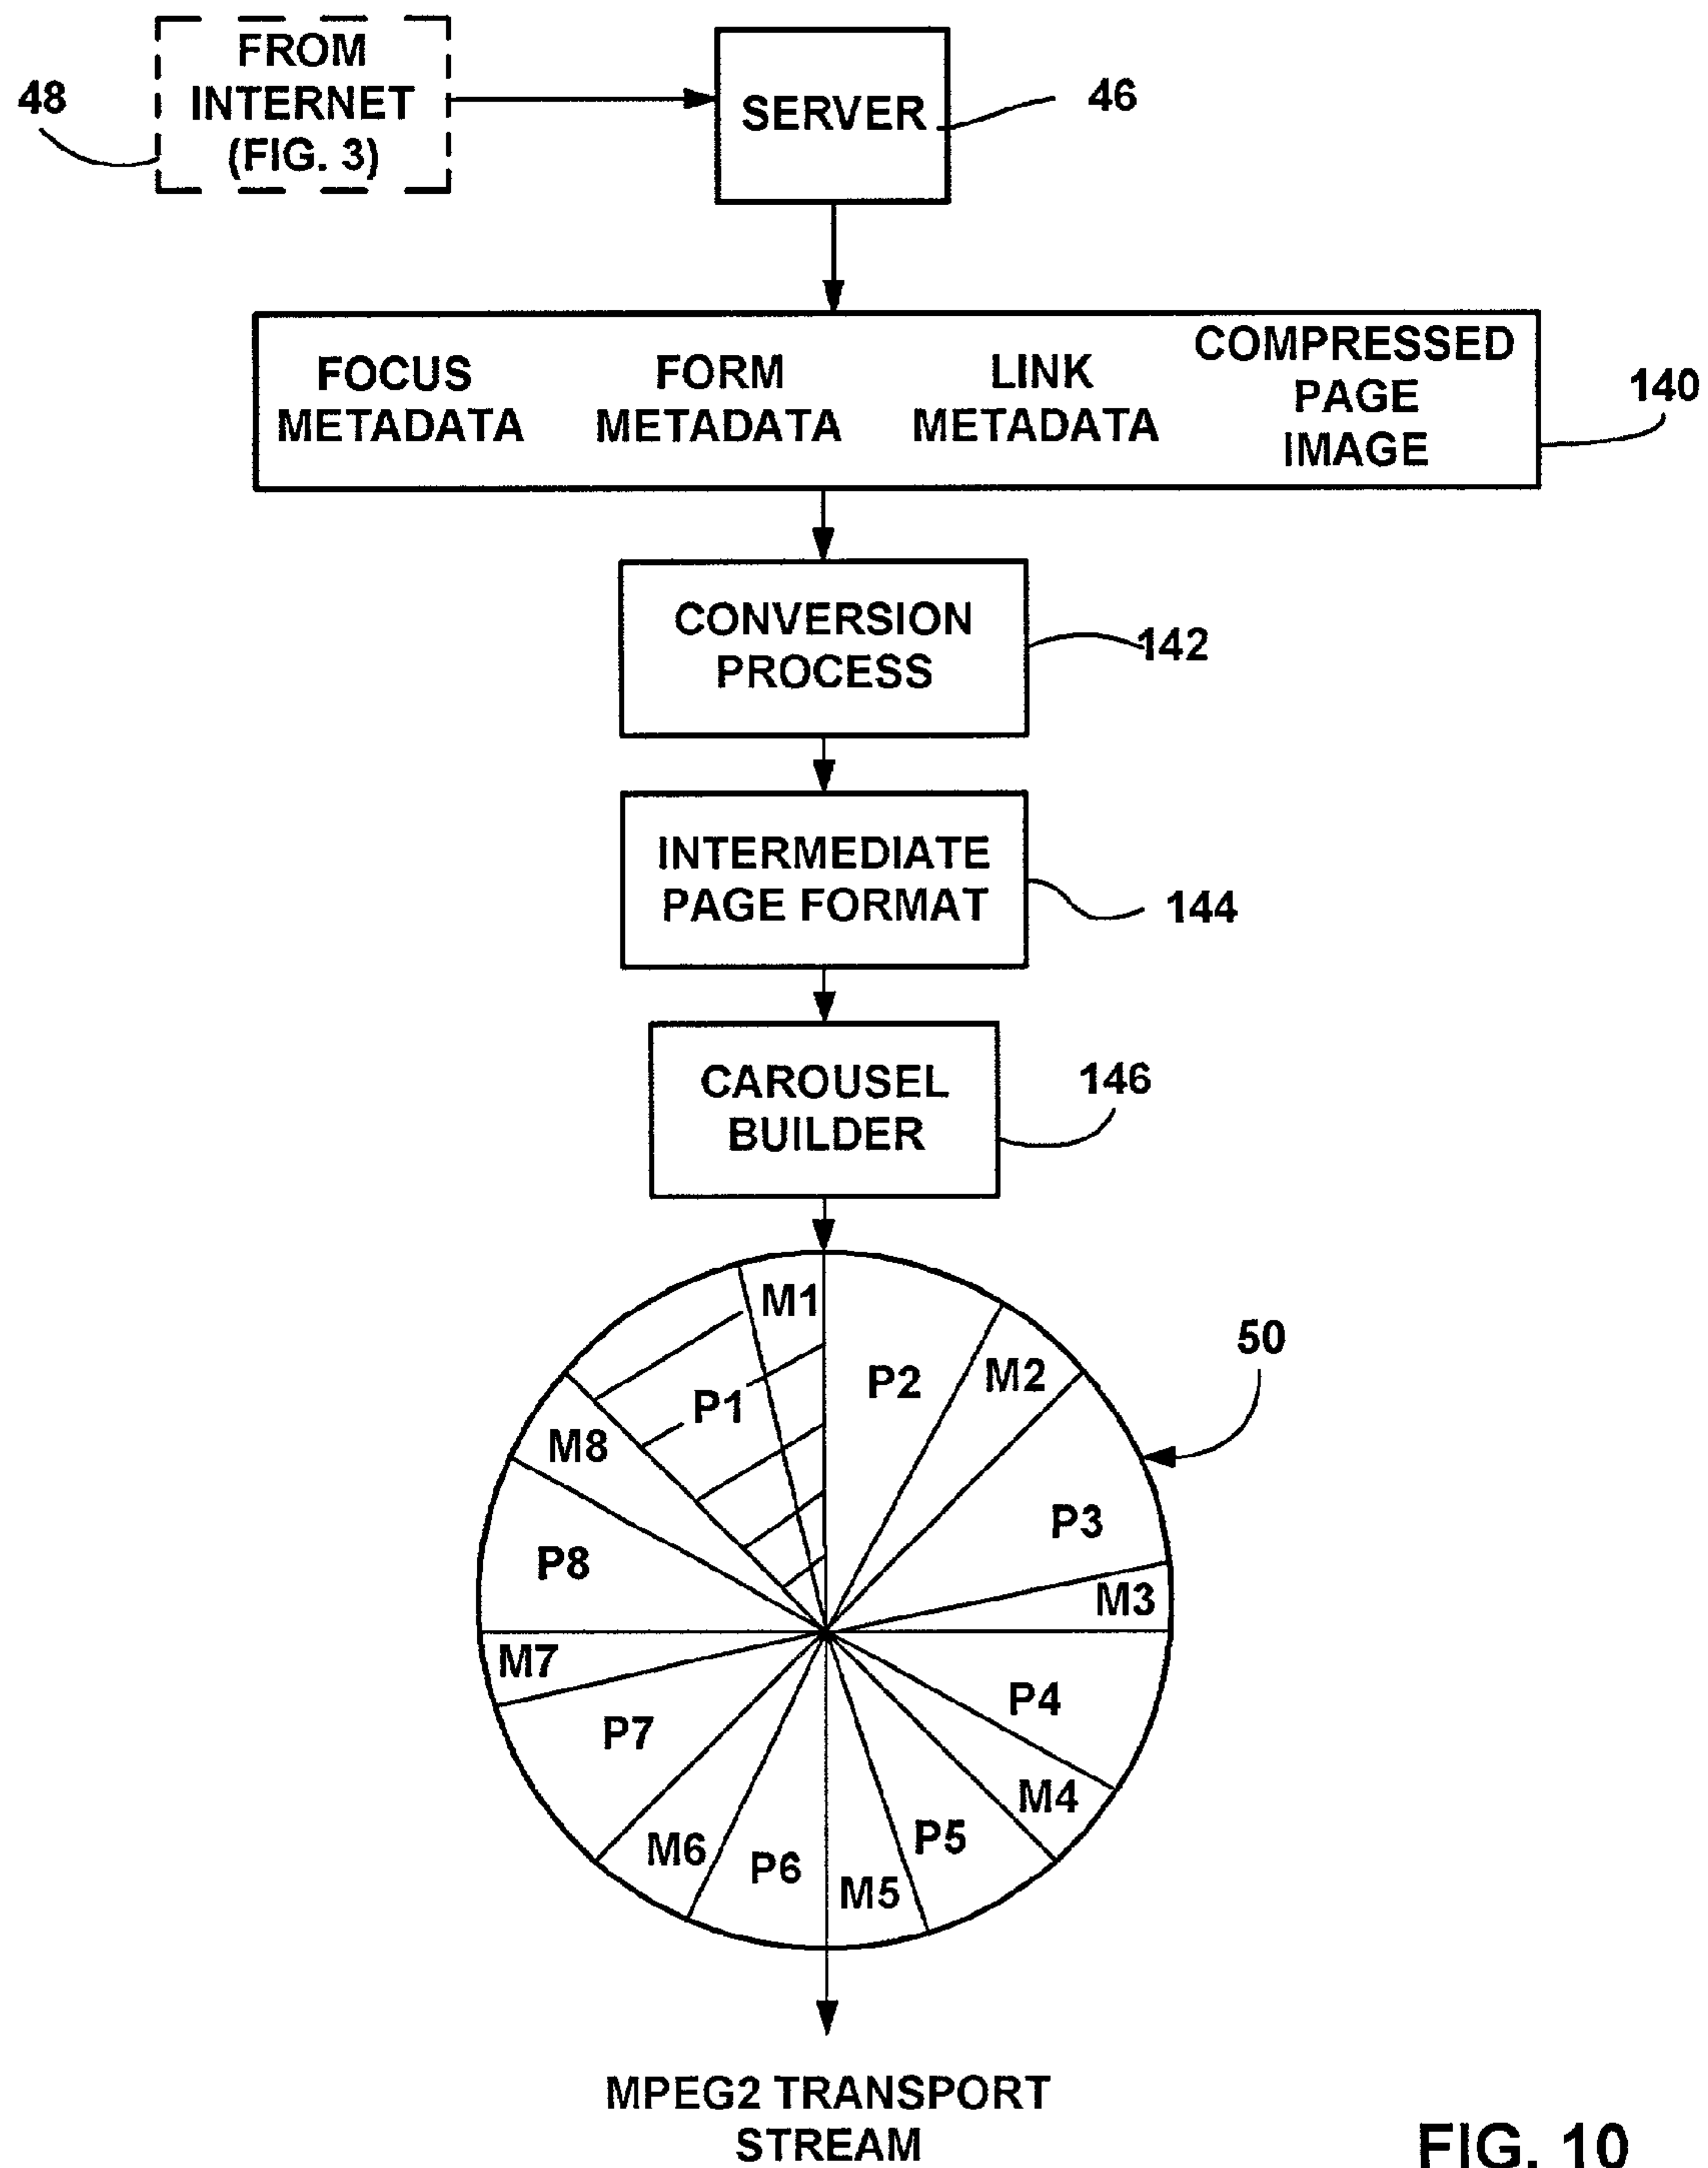 FROM
INTERNET
(FIG. 3)
48
SERVER
46
FOCUS
METADATA
FORM
METADATA
LINK
METADATA
COMPRESSED
PAGE
IMAGE
140
CONVERSION
PROCESS
142
INTERMEDIATE
PAGE FORMAT
144
CAROUSEL
BUILDER
146
M1
P1
P2
M2
50
M8
P3
P8
M3
M7
P4
P7
M4
P5
M6
P6
M5
MPEG2 TRANSPORT
STREAM
FIG. 10